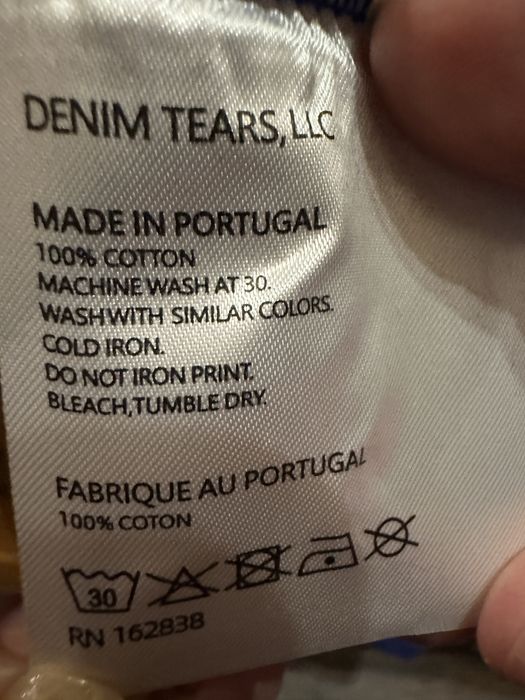 DENIM TEARS, LLC
MADE IN PORTUGAL
100% COTTON
MACHINE WASH AT 30.
WASH WITH SIMILAR COLORS.
COLD IRON.
DO NOT IRON PRINT.
BLEACH,TUMBLE DRY.
FABRIQUE AU PORTUGAL
100% COTON
30
RN 162838